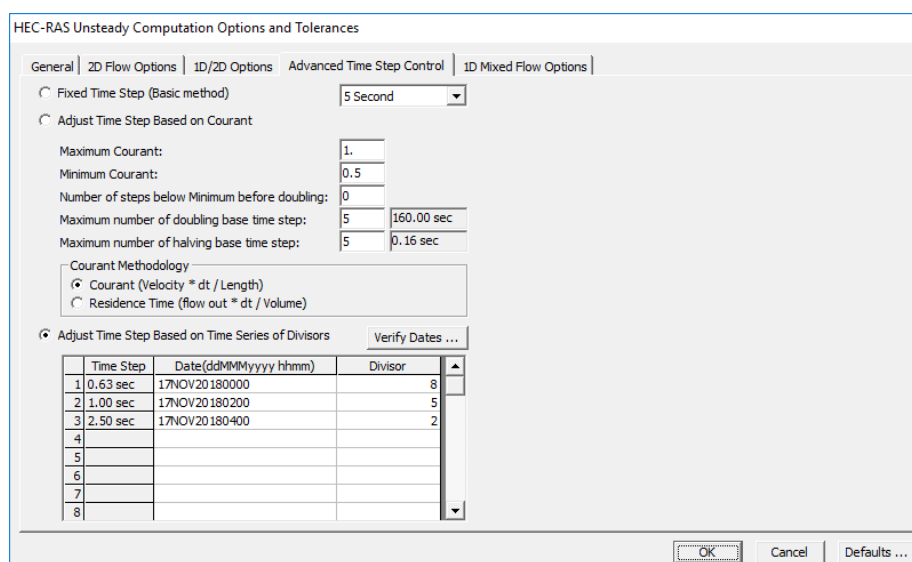 HEC-RAS Unsteady Computation Options and Tolerances
General 2D Flow Options 1D/2D Options Advanced Time Step Control 1D Mixed Flow Options
Fixed Time Step (Basic method) 5 Second
Adjust Time Step Based on Courant
Maximum Courant: 1.
Minimum Courant: 0.5
Number of steps below Minimum before doubling: 0
Maximum number of doubling base time step: 5 160.00 sec
Maximum number of halving base time step: 5 0.16 sec
Courant Methodology
Courant (Velocity * dt / Length)
Residence Time (flow out * dt / Volume)
Adjust Time Step Based on Time Series of Divisors Verify Dates ...
Time Step Date(ddMMMyyyy hhmm) Divisor
1 0.63 sec 17NOV20180000 8
2 1.00 sec 17NOV20180200 5
3 2.50 sec 17NOV20180400 2
4
5
6
7
8
OK Cancel Defaults ...